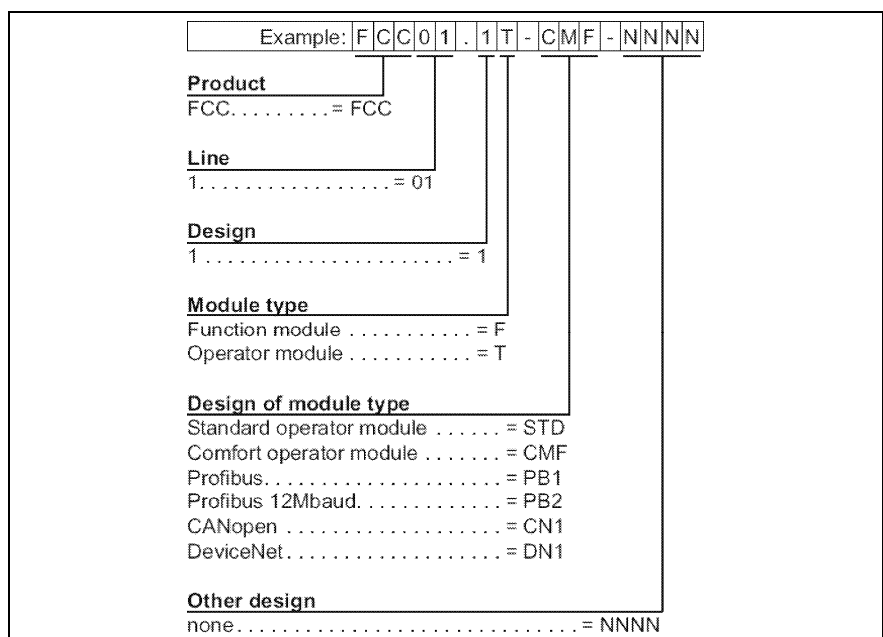 Example: FCC01.1T-CMF-NNNN
Product
FCC.........= FCC
Line
1.................= 01
Design
1......................= 1
Module type
Function module...........= F
Operator module...........= T
Design of module type
Standard operator module......= STD
Comfort operator module.......= CMF
Profibus.....................= PB1
Profibus 12Mbaud.............= PB2
CANopen...................= CN1
DeviceNet...................= DN1
Other design
none..............................= NNNN